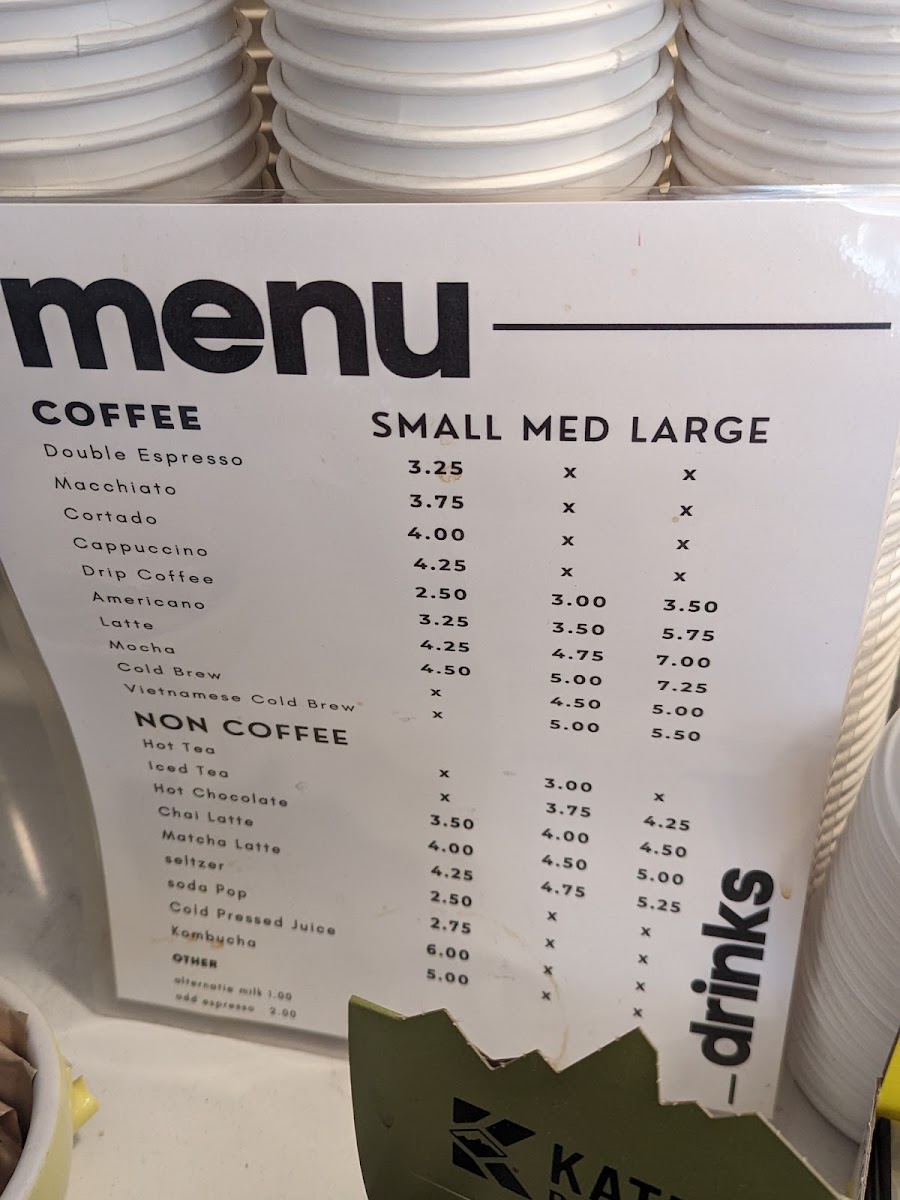 menu
COFFEE SMALL MED LARGE
Double Espresso 3.25 x x
Macchiato 3.75 x x
Cortado 4.00 x x
Cappuccino 4.25 x x
Drip Coffee 2.50 3.00 3.50
Americano 3.25 3.50 5.75
Latte 4.25 4.75 7.00
Mocha 4.50 5.00 7.25
Cold Brew x 4.50 5.00
Vietnamese Cold Brew x 5.00 5.50
NON COFFEE
Hot Tea x 3.00 x
Iced Tea x 3.75 4.25
Hot Chocolate 3.50 4.00 4.50
Chai Latte 4.00 4.50 5.00
Matcha Latte 4.25 4.75 5.25
seltzer 2.50 x x
soda Pop 2.75 x x
Cold Pressed Juice 6.00 x x
Kombucha 5.00 x x
OTHER
alternatie milk 1.00
add espresso 2.00
drinks